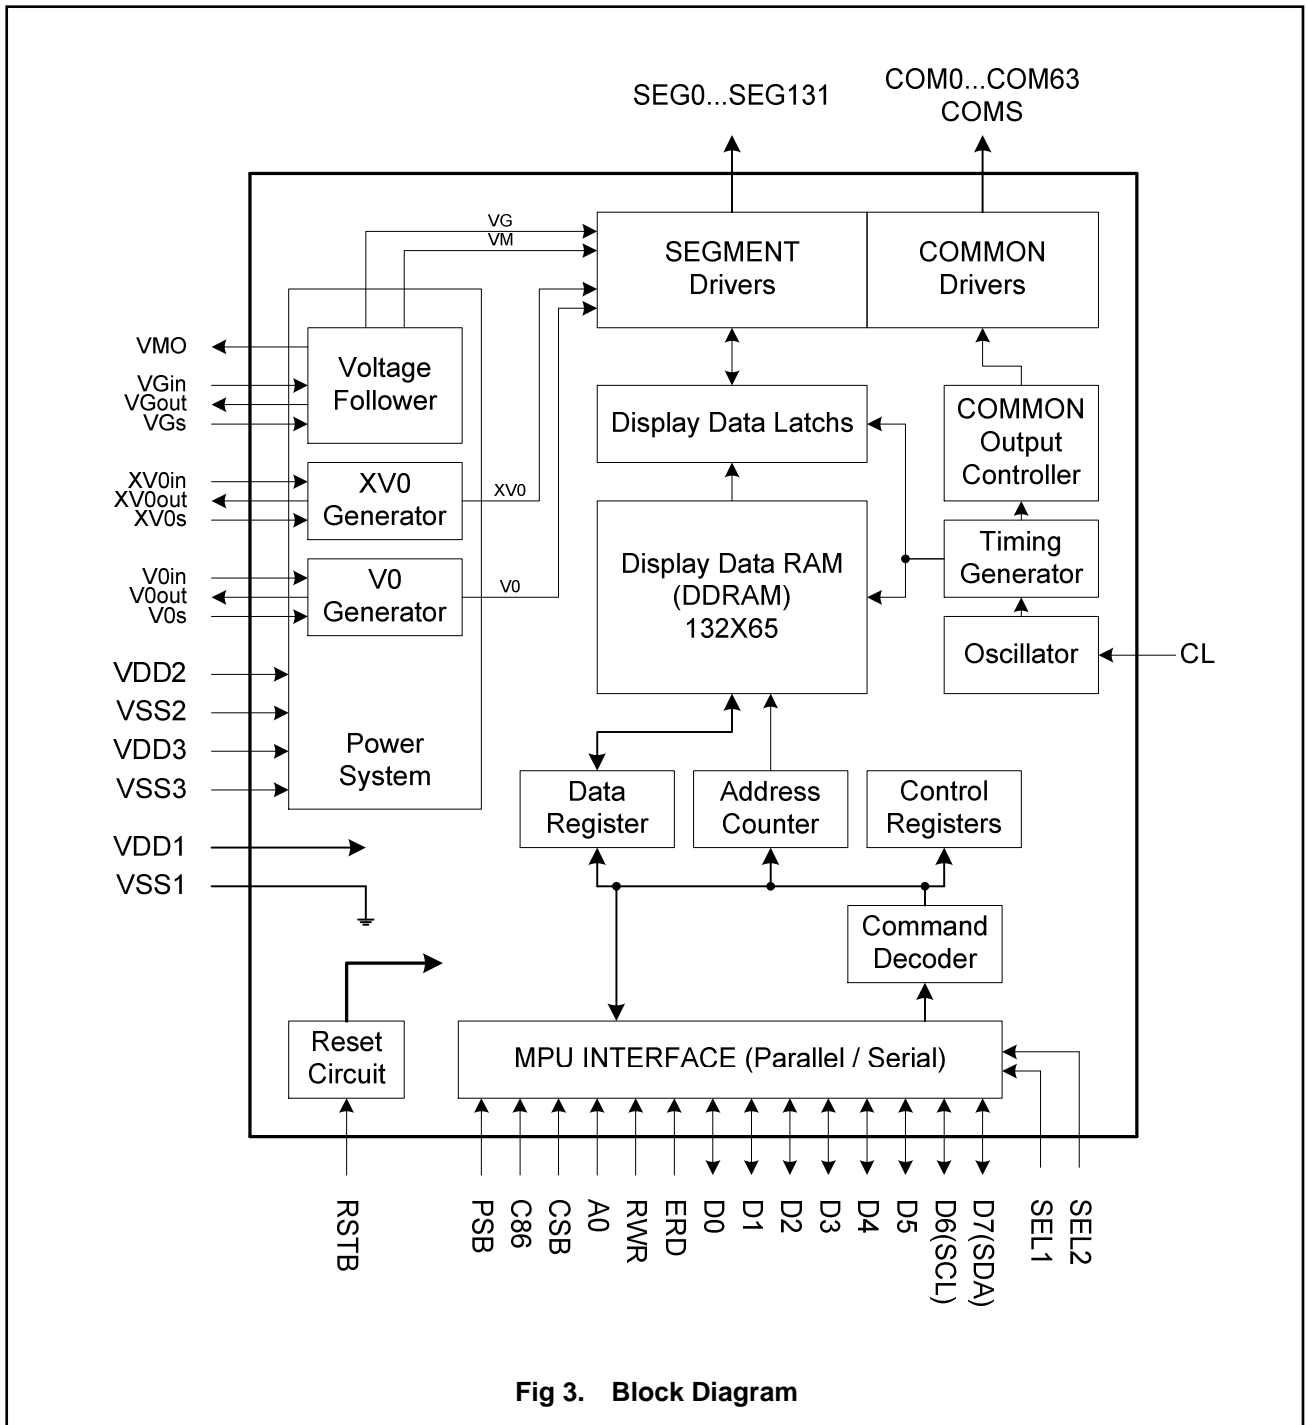 SEG0...SEG131
COM0...COM63
COMS
VG
VM
SEGMENT
Drivers
COMMON
Drivers
VMO
VGin
VGout
VGs
Voltage
Follower
Display Data Latchs
COMMON
Output
Controller
XV0in
XV0out
XV0s
XV0
Generator
XV0
Display Data RAM
(DDRAM)
132X65
Timing
Generator
V0in
V0out
V0s
V0
Generator
V0
Oscillator
CL
VDD2
VSS2
VDD3
VSS3
Power
System
Data
Register
Address
Counter
Control
Registers
VDD1
VSS1
Command
Decoder
Reset
Circuit
MPU INTERFACE (Parallel / Serial)
RSTB
PSB
C86
CSB
A0
RWR
ERD
D0
D1
D2
D3
D4
D5
D6(SCL)
D7(SDA)
SEL1
SEL2
Fig 3. Block Diagram